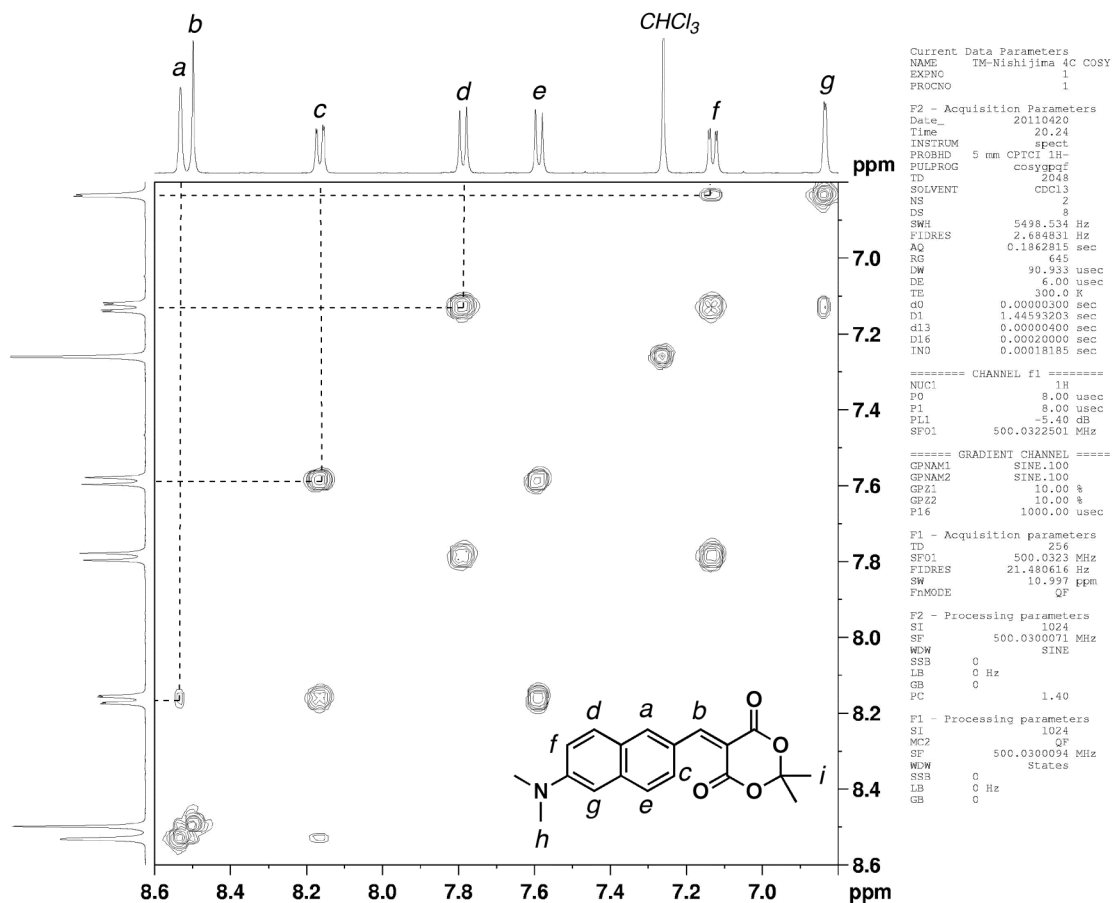 a
b
c
d
e
CHCl3
f
g
ppm
7.0
7.2
7.4
7.6
7.8
8.0
8.2
8.4
8.6
8.6
8.4
8.2
8.0
7.8
7.6
7.4
7.2
7.0
ppm
d
a
b
O
O
f
c
O
i
N
g
e
O
h
Current Data Parameters
NAME TM-Nishijima 4C COSY
EXPNO 1
PROCNO 1
F2 - Acquisition Parameters
Date_ 20110420
Time 20.24
INSTRUM spect
PROBHD 5 mm CPTCI 1H-
PULPROG cosygpqf
TD 2048
SOLVENT CDCl3
NS 2
DS 8
SWH 5498.534 Hz
FIDRES 2.684831 Hz
AQ 0.1862815 sec
RG 645
DW 90.933 usec
DE 6.00 usec
TE 300.0 K
d0 0.00000300 sec
D1 1.44593203 sec
d13 0.00000400 sec
D16 0.00020000 sec
IN0 0.00018185 sec
======== CHANNEL f1 ========
NUC1 1H
P0 8.00 usec
P1 8.00 usec
PL1 -5.40 dB
SFO1 500.0322501 MHz
====== GRADIENT CHANNEL =====
GPNAM1 SINE.100
GPNAM2 SINE.100
GPZ1 10.00 %
GPZ2 10.00 %
P16 1000.00 usec
F1 - Acquisition parameters
TD 256
SFO1 500.0323 MHz
FIDRES 21.480616 Hz
SW 10.997 ppm
FnMODE QF
F2 - Processing parameters
SI 1024
SF 500.0300071 MHz
WDW SINE
SSB 0
LB 0 Hz
GB 0
PC 1.40
F1 - Processing parameters
SI 1024
MC2 QF
SF 500.0300094 MHz
WDW States
SSB 0
LB 0 Hz
GB 0